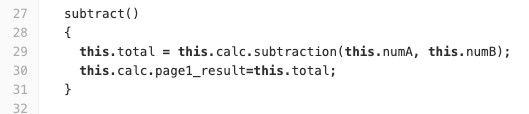 27 subtract()
28 {
29 this.total = this.calc.subtraction(this.numA, this.numB);
30 this.calc.page1_result=this.total;
31 }
32